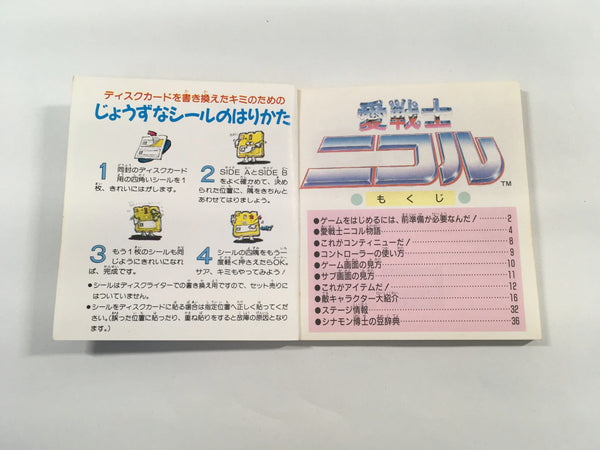 ディスクカードを書き換えたキミのための
じょうずなシールのはりかた
1
同封のディスクカード
用の四角いシールを1
枚、きれいにはがします。
2
SIDE AとSIDE B
をよく確かめて、決め
られた位置に、隅をきちんと
あわせてはりましょう。
3
もう1枚のシールも同
じようにきれいにになれ
ば、完成です。
4
シールの四隅をもう一
度軽く押さえたらOK。
サア、キミもやってみよう!
●シールはディスクライターでの書き換え用ですので、セット売りに
はついていません。
●シールをディスクカードに貼る場合は指定位置へ正しく貼ってくだ
さい。(誤った位置に貼ったり、重ね貼りをすると故障の原因となり
ます。)
愛戦士
ニコル
TM
もくじ
●ゲームをはじめるには、前準備が必要なんだ! 2
●愛戦士ニコル物語 4
●これがコンティニューだ! 8
●コントローラーの使い方 9
●ゲーム画面の見方 10
●サブ画面の見方 11
●これがアイテムだ! 12
●敵キャラクター大紹介 16
●ステージ情報 32
●シナモン博士の豆辞典 36